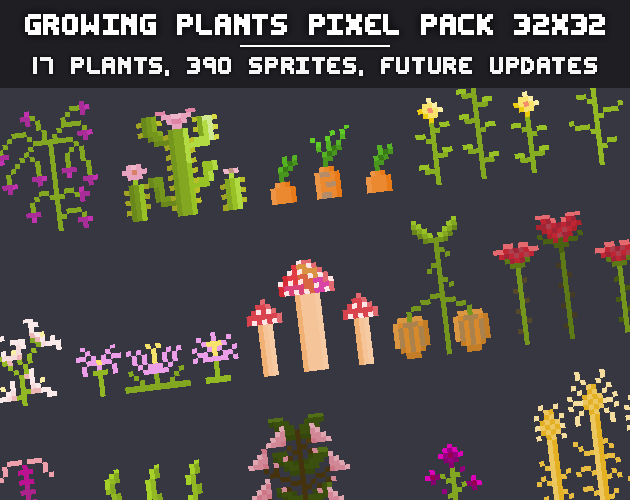 GROWING PLANTS PIXEL PACK 32X32
17 PLANTS, 390 SPRITES, FUTURE UPDATES